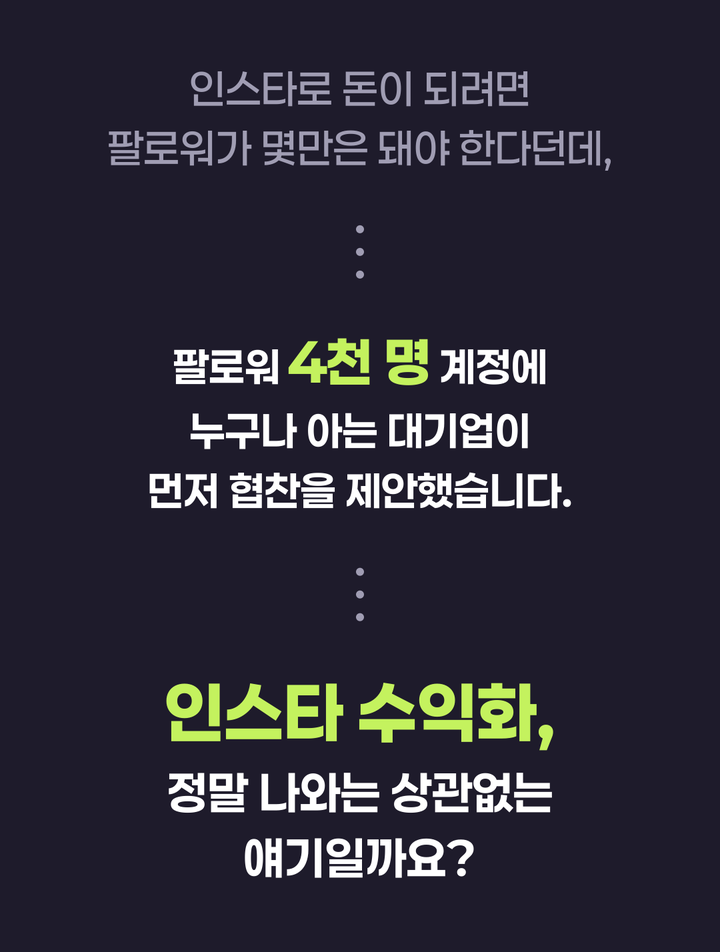 인스타로 돈이 되려면
팔로워가 몇만은 돼야 한다던데,
팔로워 4천 명 계정에
누구나 아는 대기업이
먼저 협찬을 제안했습니다.
인스타 수익화,
정말 나와는 상관없는
얘기일까요?